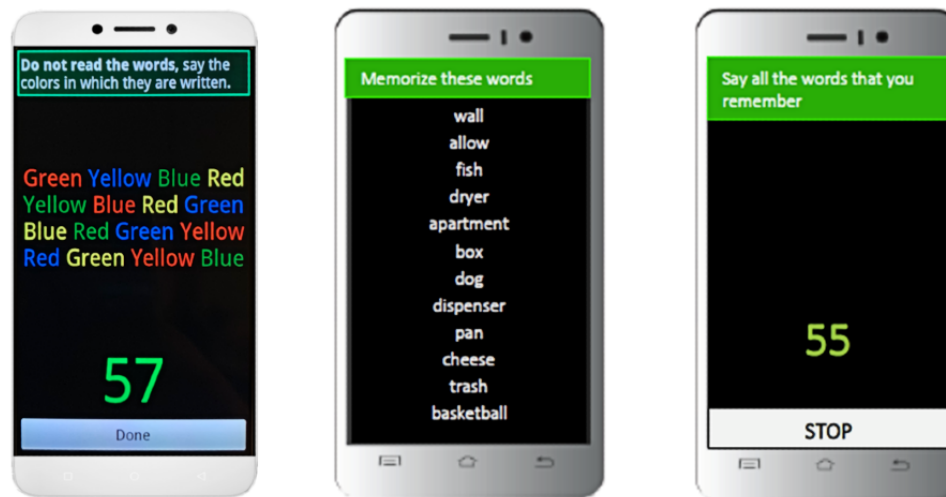 Do not read the words, say the
colors in which they are written.
Green Yellow Blue Red
Yellow Blue Red Green
Blue Red Green Yellow
Red Green Yellow Blue
57
Done
Memorize these words
wall
allow
fish
dryer
apartment
box
dog
dispenser
pan
cheese
trash
basketball
Say all the words that you
remember
55
STOP